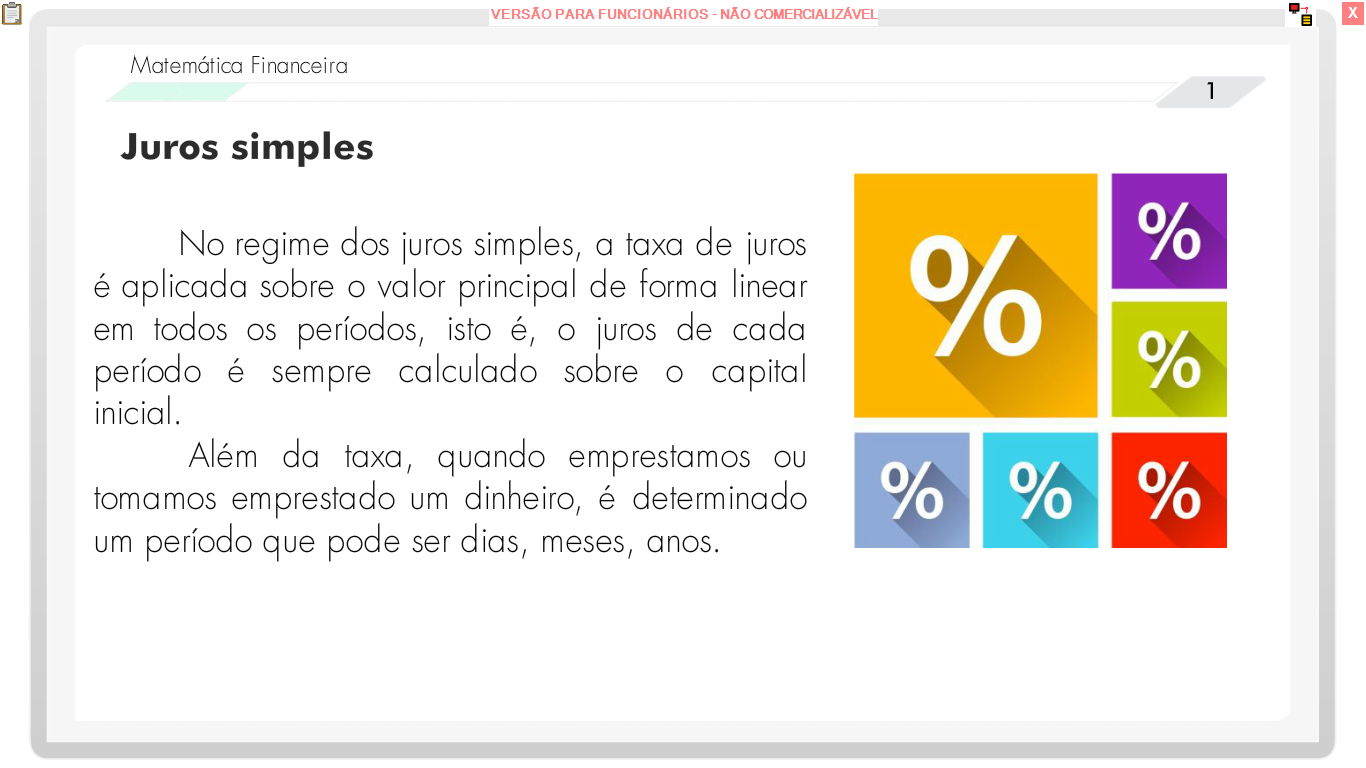 VERSÃO PARA FUNCIONÁRIOS - NÃO COMERCIALIZÁVEL
X
Matemática Financeira
1
Juros simples
No regime dos juros simples, a taxa de juros
é aplicada sobre o valor principal de forma linear
em todos os períodos, isto é, o juros de cada
período é sempre calculado sobre o capital
inicial.
Além da taxa, quando emprestamos ou
tomamos emprestado um dinheiro, é determinado
um período que pode ser dias, meses, anos.
% %
%
% % %